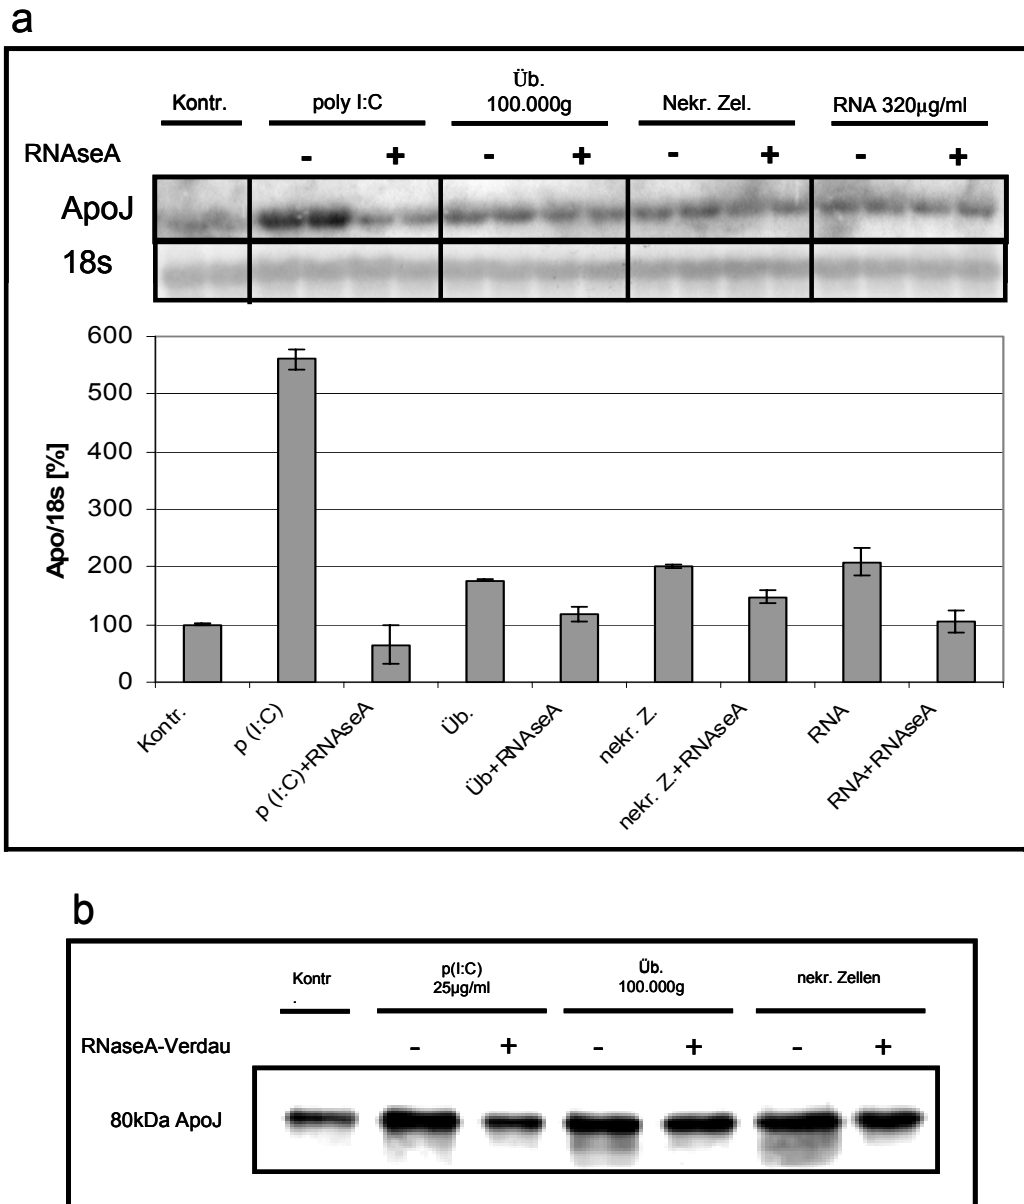 a
Kontr.
poly I:C
Üb.
100.000g
Nekr. Zel.
RNA 320µg/ml
RNAseA
- + - + - + - +
ApoJ
18s
600
500
400
300
200
100
0
Apo/18s [%]
Kontr.
p (I:C)
p (I:C)+RNAseA
Üb.
Üb+RNAseA
nekr. Z.
nekr. Z.+RNAseA
RNA
RNA+RNAseA
b
Kontr
.
p(I:C)
25µg/ml
Üb.
100.000g
nekr. Zellen
RNaseA-Verdau
- + - + - +
80kDa ApoJ